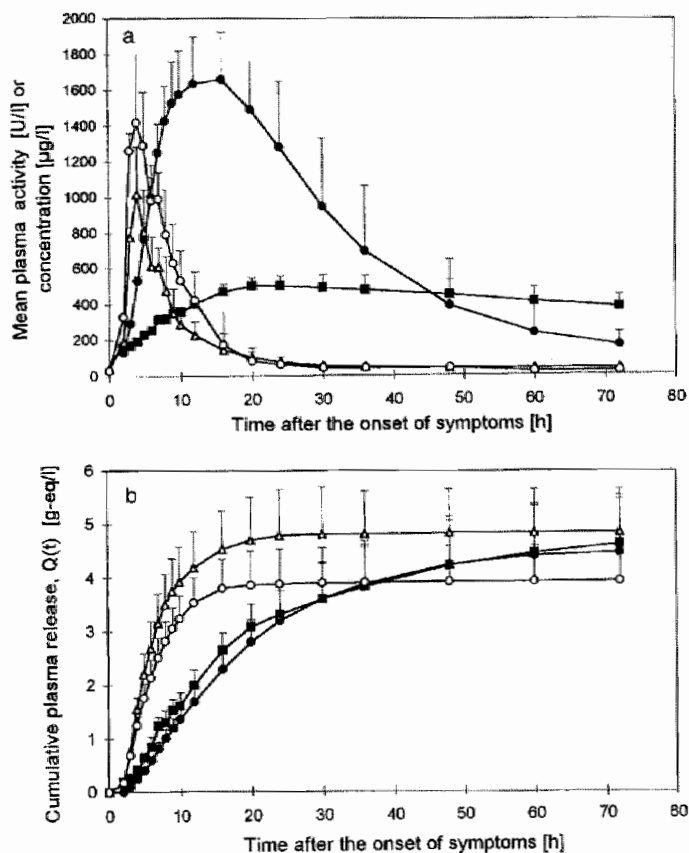 a
Mean plasma activity [U/l] or
concentration [µg/l]
2000
1800
1600
1400
1200
1000
800
600
400
200
0
0 10 20 30 40 50 60 70 80
Time after the onset of symptoms [h]
b
Cumulative plasma release, Q(t) [g-eq/l]
6
5
4
3
2
1
0
0 10 20 30 40 50 60 70 80
Time after the onset of symptoms [h]